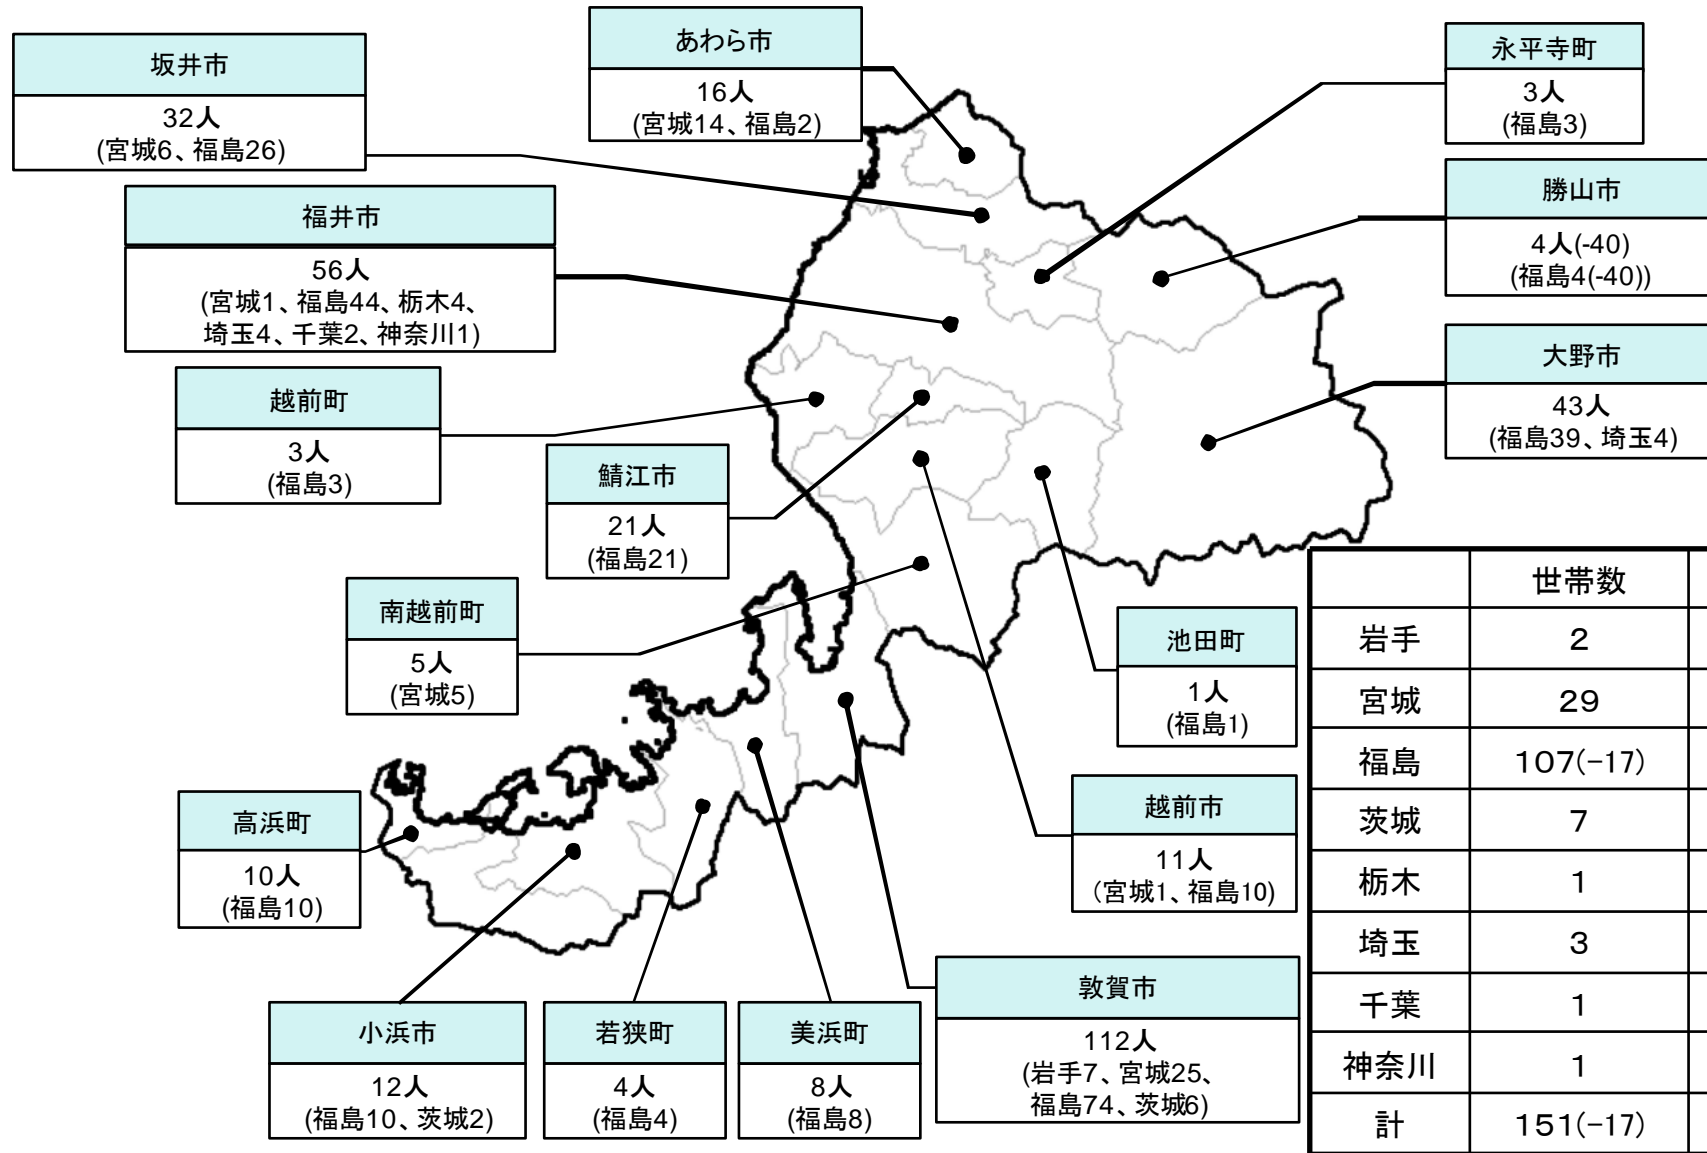 坂井市
32人
(宮城6、福島26)
あわら市
16人
(宮城14、福島2)
永平寺町
3人
(福島3)
勝山市
4人(-40)
(福島4(-40))
福井市
56人
(宮城1、福島44、栃木4、
埼玉4、千葉2、神奈川1)
大野市
43人
(福島39、埼玉4)
越前町
3人
(福島3)
鯖江市
21人
(福島21)
南越前町
5人
(宮城5)
池田町
1人
(福島1)
越前市
11人
(宮城1、福島10)
高浜町
10人
(福島10)
敦賀市
112人
(岩手7、宮城25、
福島74、茨城6)
小浜市
12人
(福島10、茨城2)
若狭町
4人
(福島4)
美浜町
8人
(福島8)
世帯数
岩手 2
宮城 29
福島 107(-17)
茨城 7
栃木 1
埼玉 3
千葉 1
神奈川 1
計 151(-17)